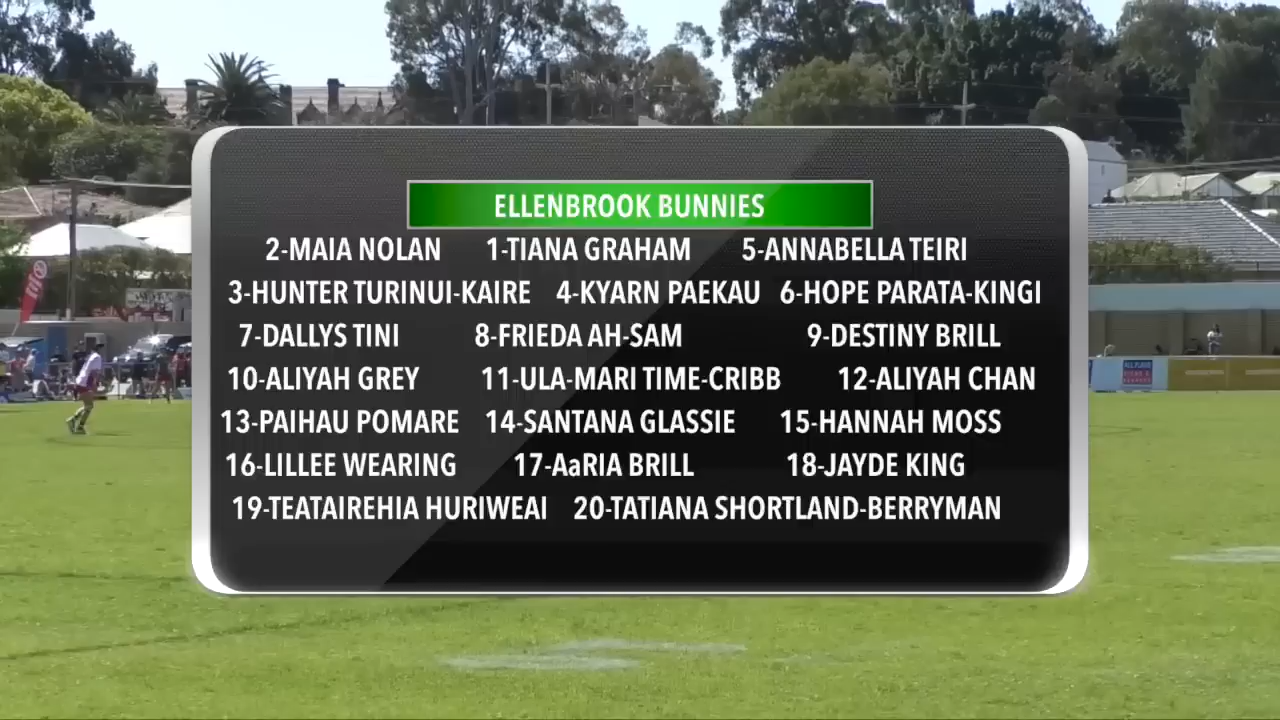 ELLENBROOK BUNNIES
2-MAIA NOLAN 1-TIANA GRAHAM 5-ANNABELLA TEIRI
3-HUNTER TURINUI-KAIRE 4-KYARN PAEKAU 6-HOPE PARATA-KINGI
7-DALLYS TINI 8-FRIEDA AH-SAM 9-DESTINY BRILL
10-ALIYAH GREY 11-ULA-MARI TIME-CRIBB 12-ALIYAH CHAN
13-PAIHAU POMARE 14-SANTANA GLASSIE 15-HANNAH MOSS
16-LILLEE WEARING 17-AaRIA BRILL 18-JAYDE KING
19-TEATAIREHIA HURIWEAI 20-TATIANA SHORTLAND-BERRYMAN